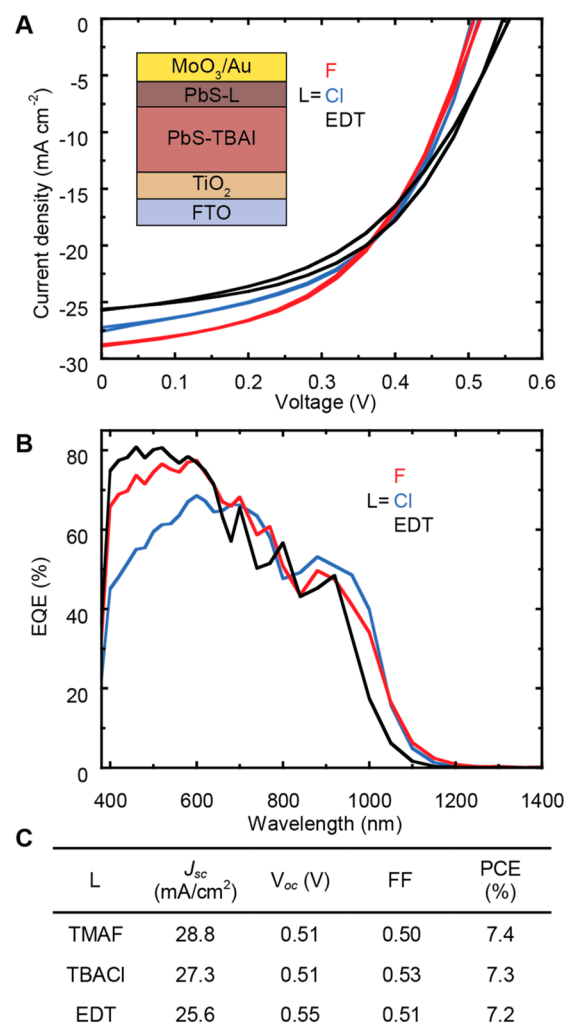 A
0
-5
-10
-15
-20
-25
-30
Current density (mA cm⁻²)
MoO₃/Au
PbS-L
PbS-TBAI
TiO₂
FTO
F
L= Cl
EDT
0 0.1 0.2 0.3 0.4 0.5 0.6
Voltage (V)
B
80
60
40
20
0
EQE (%)
F
L= Cl
EDT
400 600 800 1000 1200 1400
Wavelength (nm)
C
L Jsc (mA/cm²) Voc (V) FF PCE (%)
TMAF 28.8 0.51 0.50 7.4
TBACl 27.3 0.51 0.53 7.3
EDT 25.6 0.55 0.51 7.2